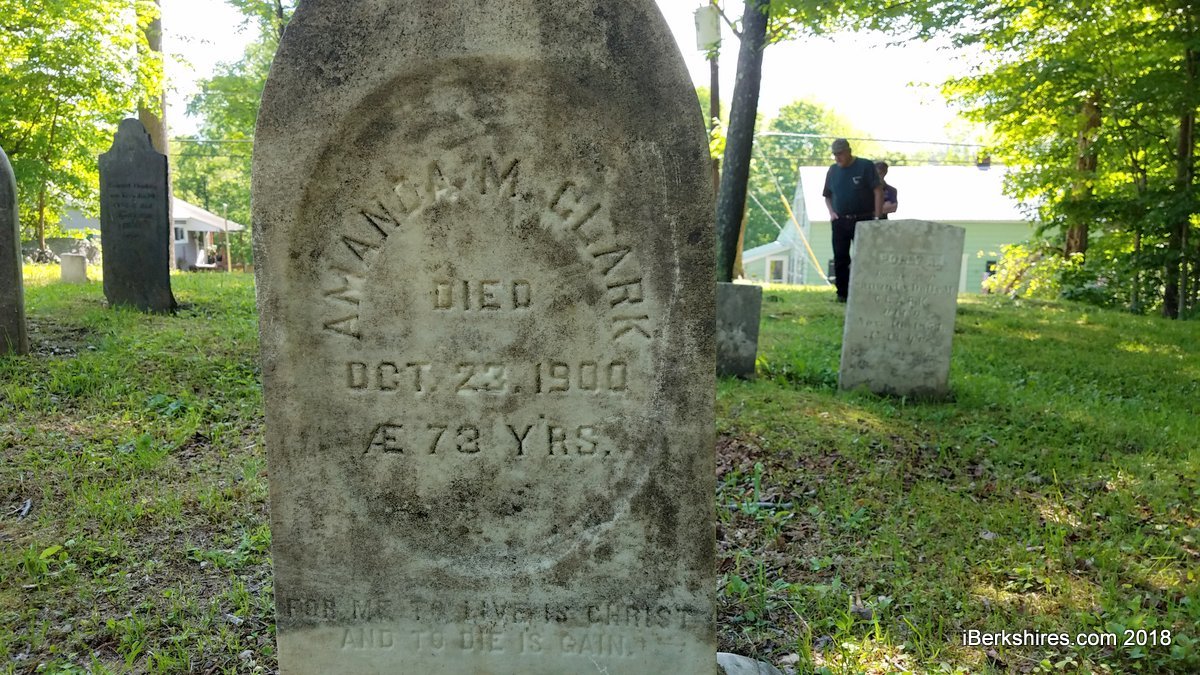 AMANDA M. CLARK
DIED
OCT. 23. 1900
Æ 73 Y'RS.
FOR ME TO LIVE IS CHRIST
AND TO DIE IS GAIN.
iBerkshires.com 2018